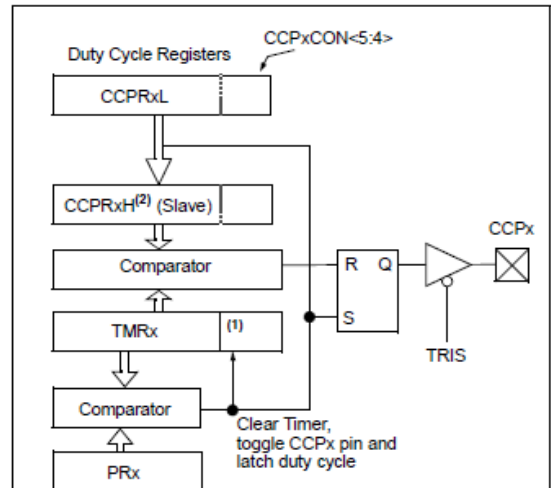 CCPxCON<5:4>
Duty Cycle Registers
CCPRxL
CCPRxH(2) (Slave)
CCPx
Comparator
R Q
TMRx
(1)
S
TRIS
Comparator
Clear Timer,
toggle CCPx pin and
latch duty cycle
PRx